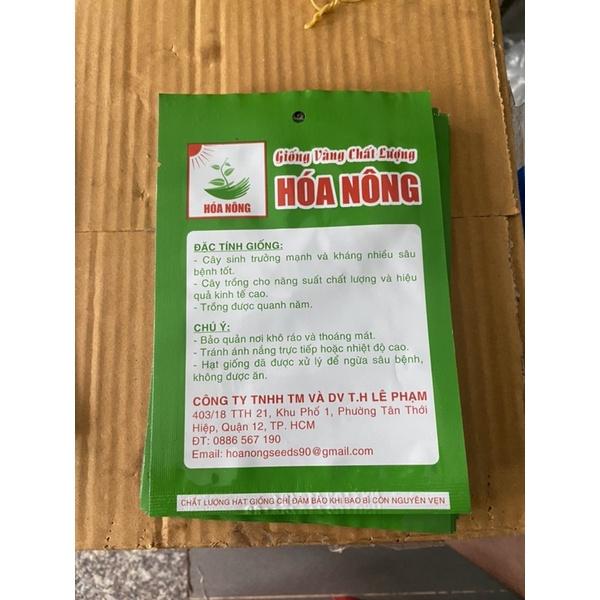 Giống Vàng Chất Lượng
HÓA NÔNG
HÓA NÔNG
ĐẶC TÍNH GIỐNG:
- Cây sinh trưởng mạnh và kháng nhiều sâu
bệnh tốt.
- Cây trồng cho năng suất chất lượng và hiệu
quả kinh tế cao.
- Trồng được quanh năm.
CHÚ Ý:
- Bảo quản nơi khô ráo và thoáng mát.
- Tránh ánh nắng trực tiếp hoặc nhiệt độ cao.
- Hạt giống đã được xử lý để ngừa sâu bệnh,
không được ăn.
CÔNG TY TNHH TM VÀ DV T.H LÊ PHẠM
403/18 TTH 21, Khu Phố 1, Phường Tân Thới
Hiệp, Quận 12, TP. HCM
ĐT: 0886 567 190
Email: hoanongseeds90@gmail.com
CHẤT LƯỢNG HẠT GIỐNG CHỈ ĐẢM BẢO KHI BAO BÌ CÒN NGUYÊN VẸN